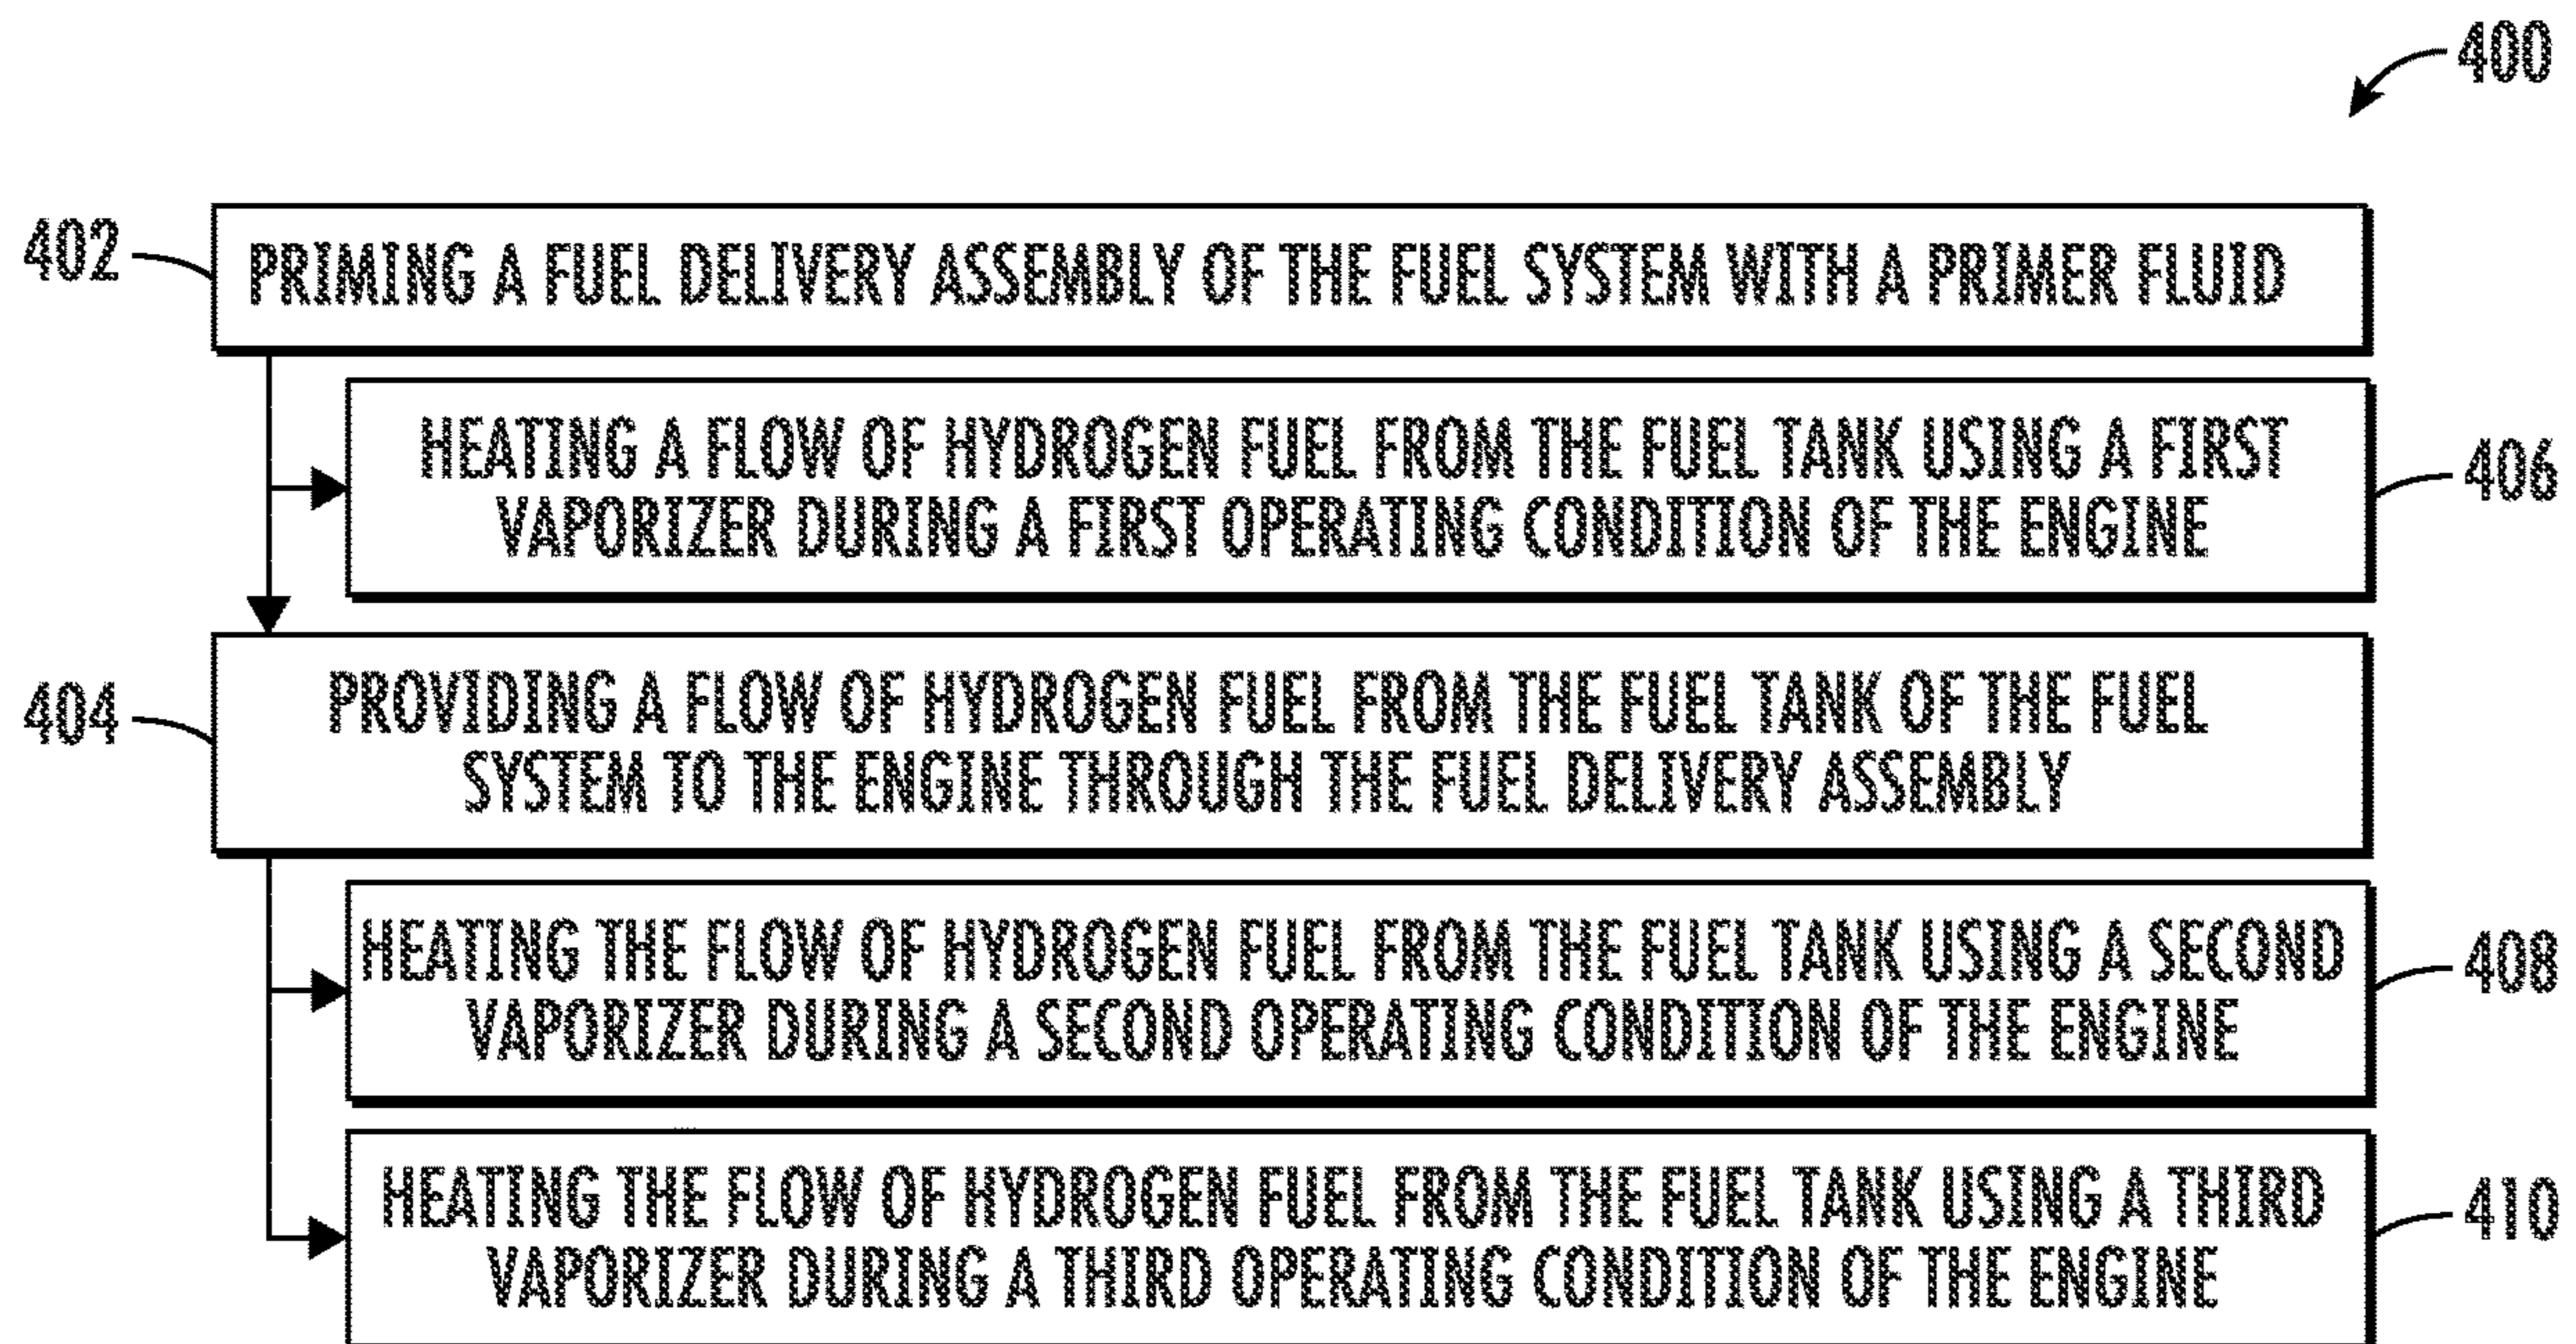 400
402
PRIMING A FUEL DELIVERY ASSEMBLY OF THE FUEL SYSTEM WITH A PRIMER FLUID
HEATING A FLOW OF HYDROGEN FUEL FROM THE FUEL TANK USING A FIRST
VAPORIZER DURING A FIRST OPERATING CONDITION OF THE ENGINE
406
404
PROVIDING A FLOW OF HYDROGEN FUEL FROM THE FUEL TANK OF THE FUEL
SYSTEM TO THE ENGINE THROUGH THE FUEL DELIVERY ASSEMBLY
HEATING THE FLOW OF HYDROGEN FUEL FROM THE FUEL TANK USING A SECOND
VAPORIZER DURING A SECOND OPERATING CONDITION OF THE ENGINE
408
HEATING THE FLOW OF HYDROGEN FUEL FROM THE FUEL TANK USING A THIRD
VAPORIZER DURING A THIRD OPERATING CONDITION OF THE ENGINE
410